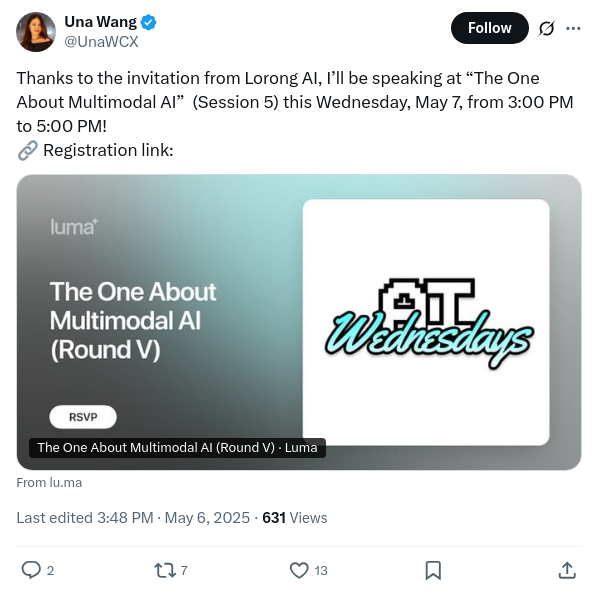 Una Wang
@UnaWCX
Follow
Thanks to the invitation from Lorong AI, I’ll be speaking at “The One
About Multimodal AI”  (Session 5) this Wednesday, May 7, from 3:00 PM
to 5:00 PM!
🔗 Registration link:
luma
The One About
Multimodal AI
(Round V)
AI
Wednesdays
RSVP
The One About Multimodal AI (Round V) · Luma
From lu.ma
Last edited 3:48 PM · May 6, 2025 · 631 Views
2
7
13